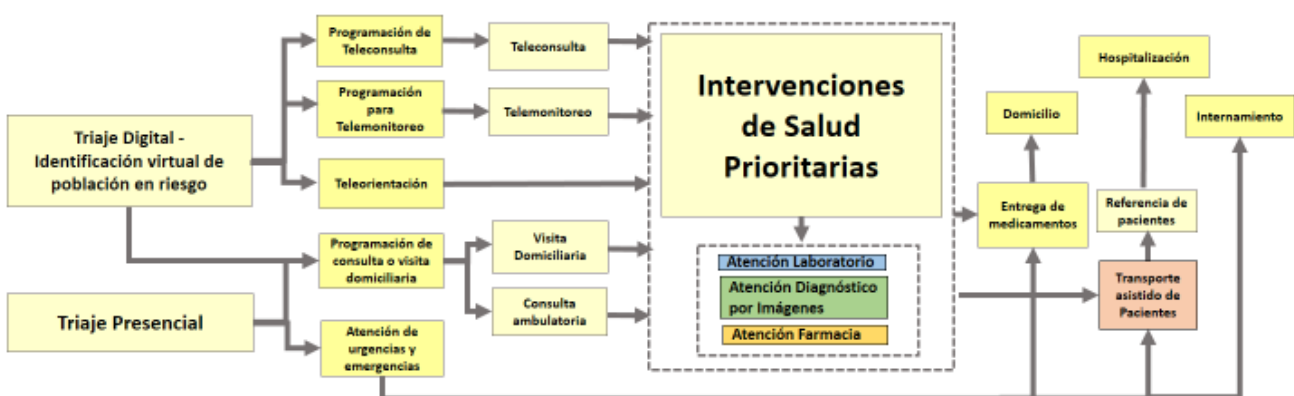 Triaje Digital -
Identificación virtual de
población en riesgo
Triaje Presencial
Programación de
Teleconsulta
Programación
para
Telemonitoreo
Teleorientación
Programación de
consulta o visita
domiciliaria
Atención de
urgencias y
emergencias
Teleconsulta
Telemonitoreo
Visita
Domiciliaria
Consulta
ambulatoria
Intervenciones
de Salud
Prioritarias
Atención Laboratorio
Atención Diagnóstico
por Imágenes
Atención Farmacia
Domicilio
Entrega de
medicamentos
Hospitalización
Referencia de
pacientes
Transporte
asistido de
Pacientes
Internamiento